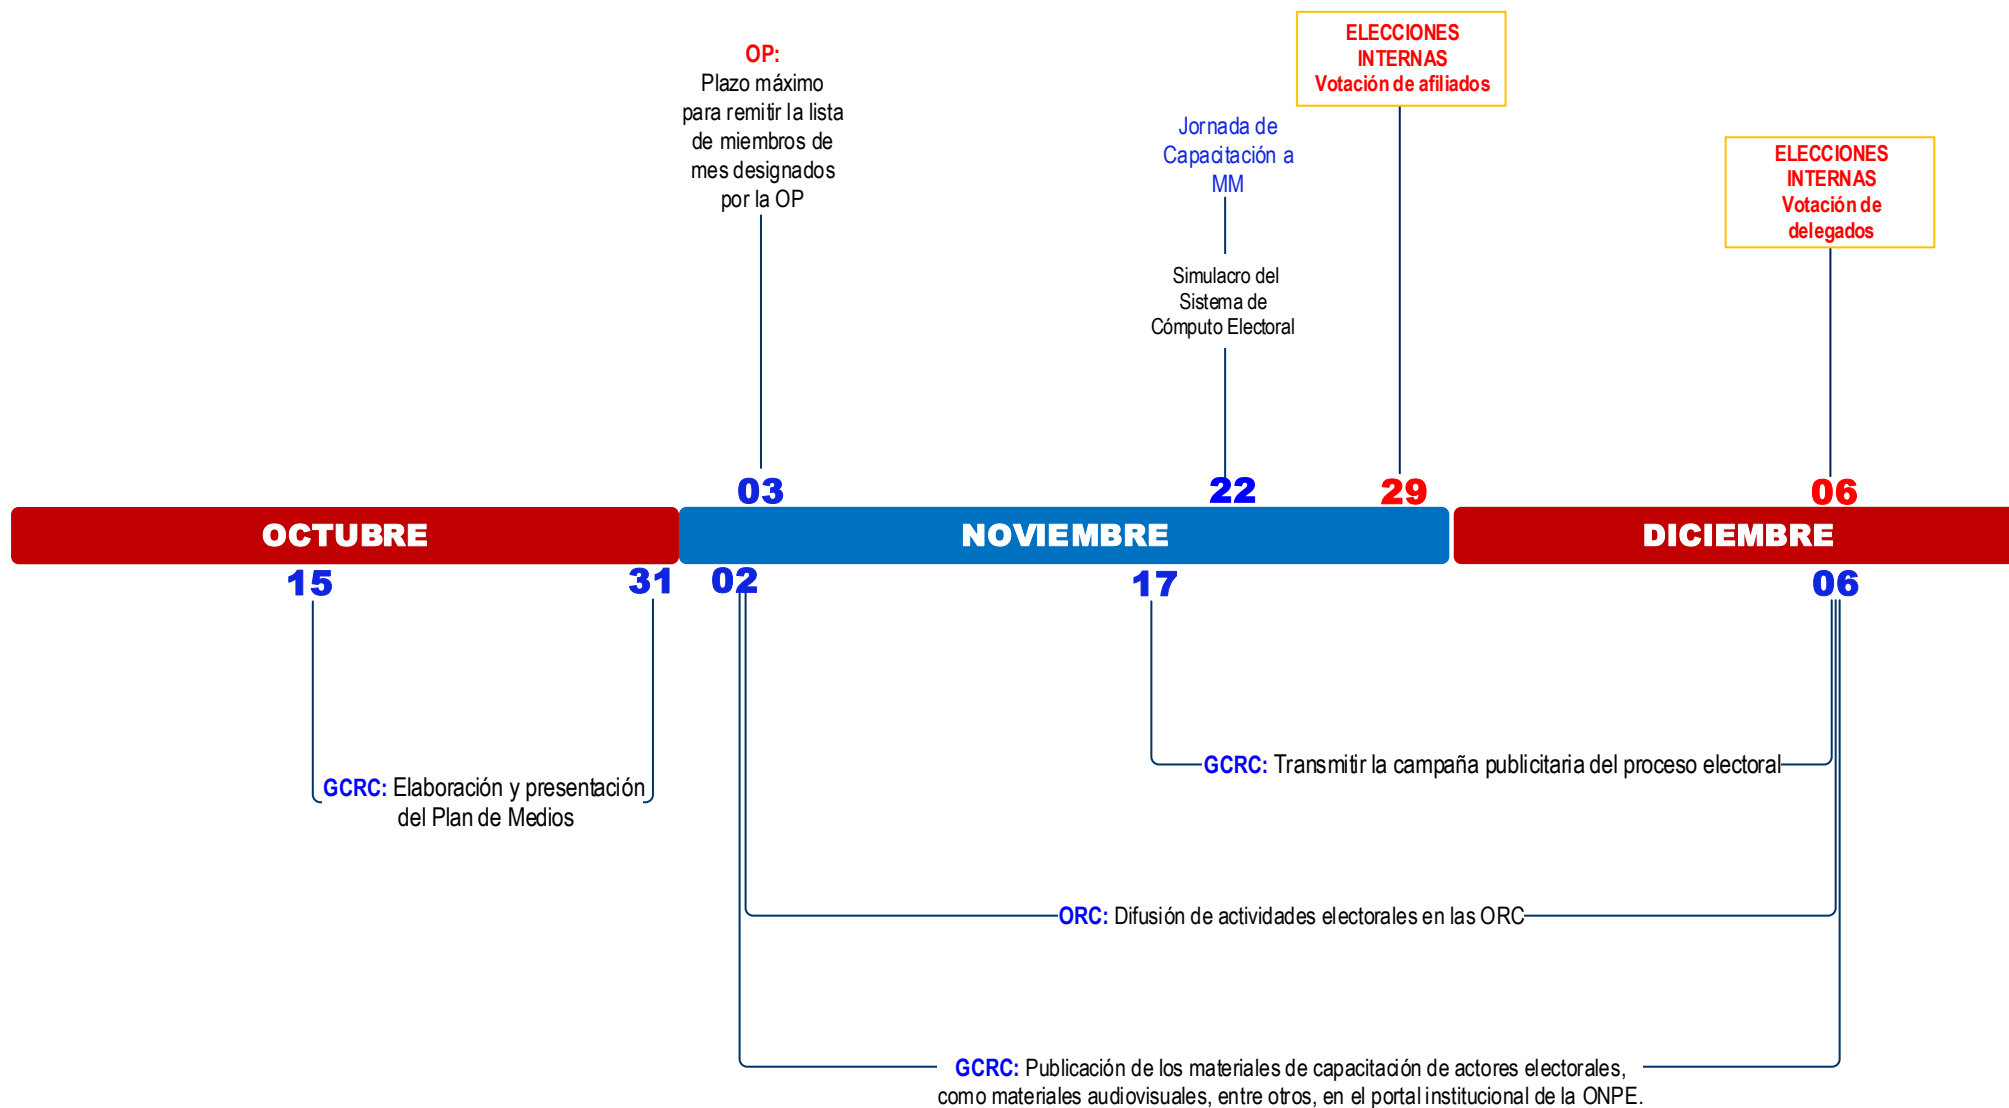 OP:
Plazo máximo
para remitir la lista
de miembros de
mes designados
por la OP
Jornada de
Capacitación a
MM
Simulacro del
Sistema de
Cómputo Electoral
ELECCIONES
INTERNAS
Votación de afiliados
ELECCIONES
INTERNAS
Votación de
delegados
03
22
29
06
OCTUBRE
NOVIEMBRE
DICIEMBRE
15
31
02
17
06
GCRC: Transmitir la campaña publicitaria del proceso electoral
GCRC: Elaboración y presentación
del Plan de Medios
ORC: Difusión de actividades electorales en las ORC
GCRC: Publicación de los materiales de capacitación de actores electorales,
como materiales audiovisuales, entre otros, en el portal institucional de la ONPE.